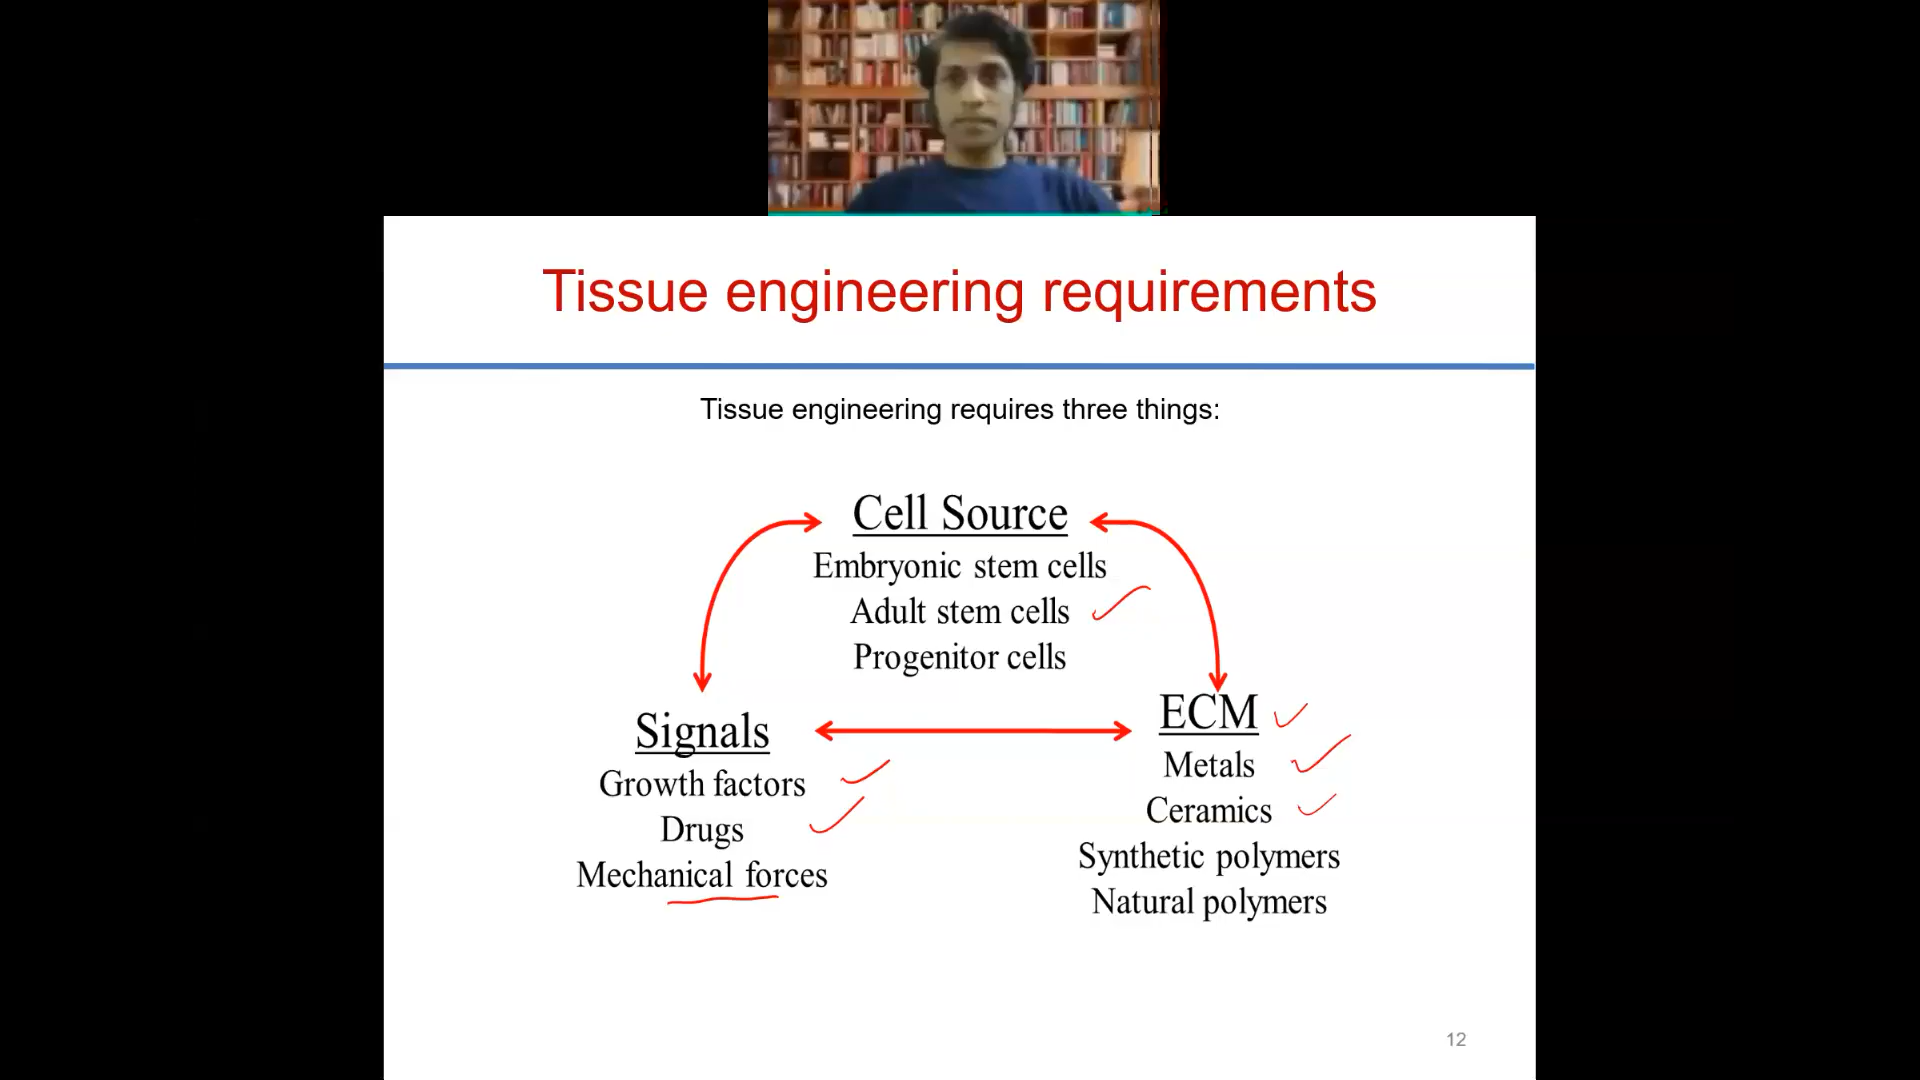 Tissue engineering requirements
Tissue engineering requires three things:
Cell Source
Embryonic stem cells
Adult stem cells
Progenitor cells
Signals
Growth factors
Drugs
Mechanical forces
ECM
Metals
Ceramics
Synthetic polymers
Natural polymers
12